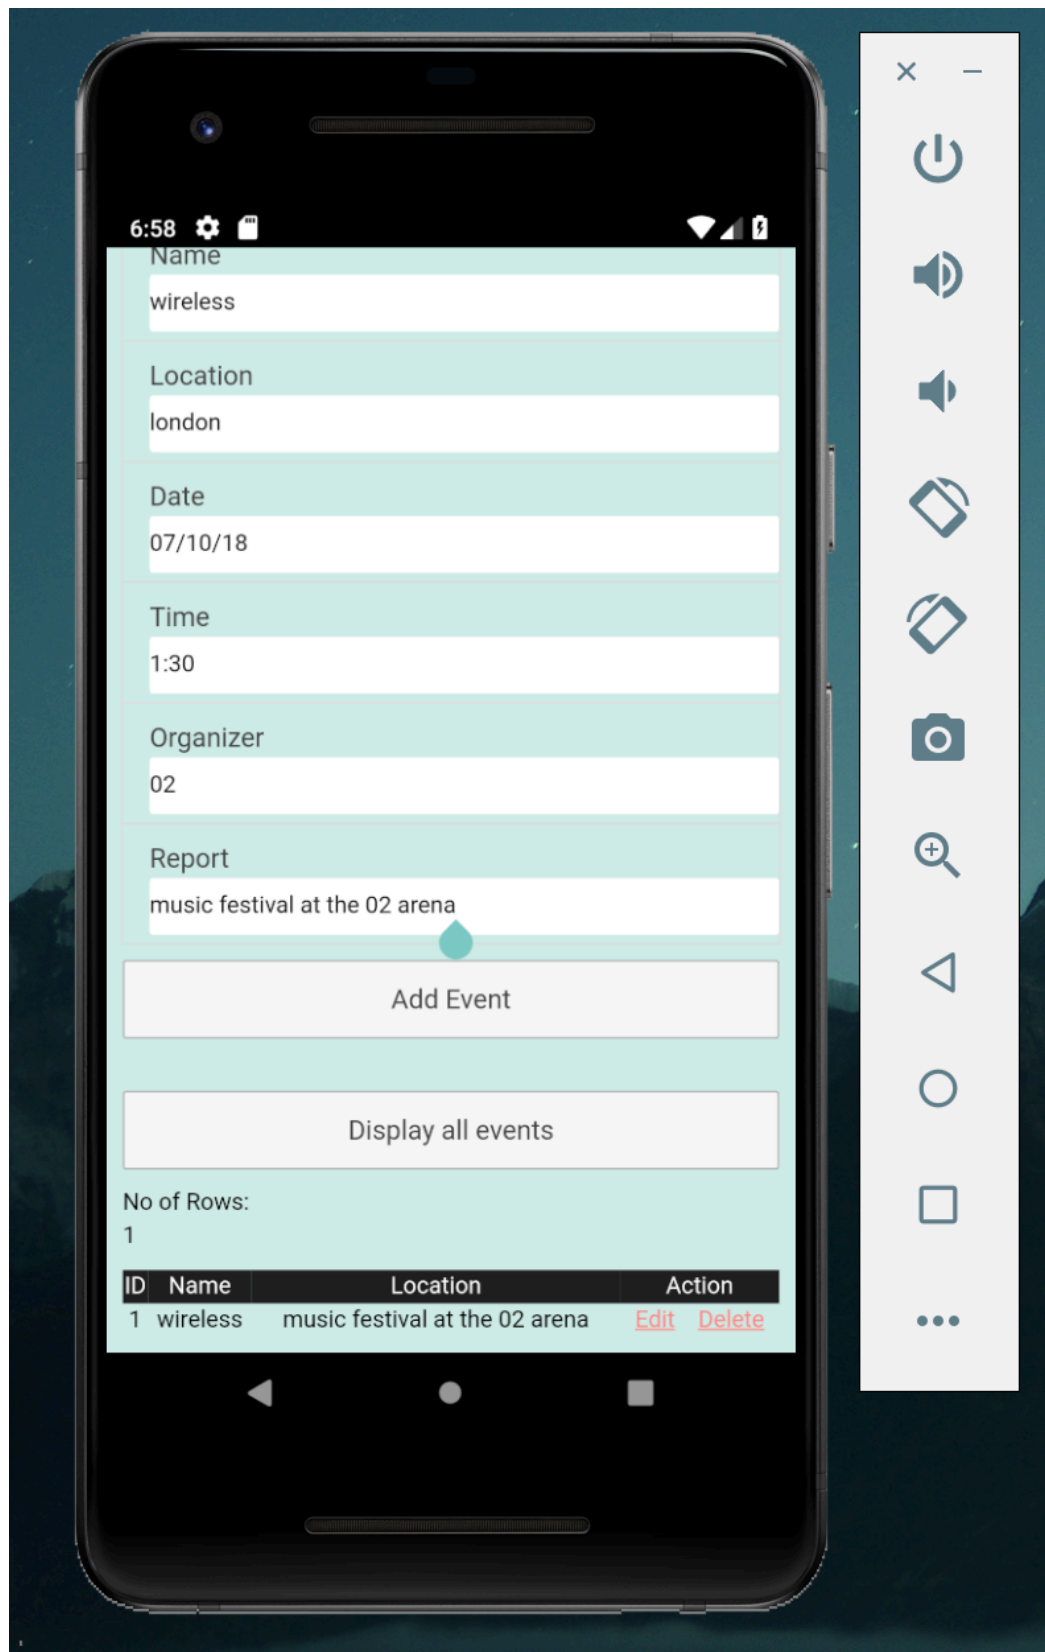 6:58
Name
wireless
Location
london
Date
07/10/18
Time
1:30
Organizer
02
Report
music festival at the 02 arena
Add Event
Display all events
No of Rows:
1
ID Name Location Action
1 wireless music festival at the 02 arena Edit Delete